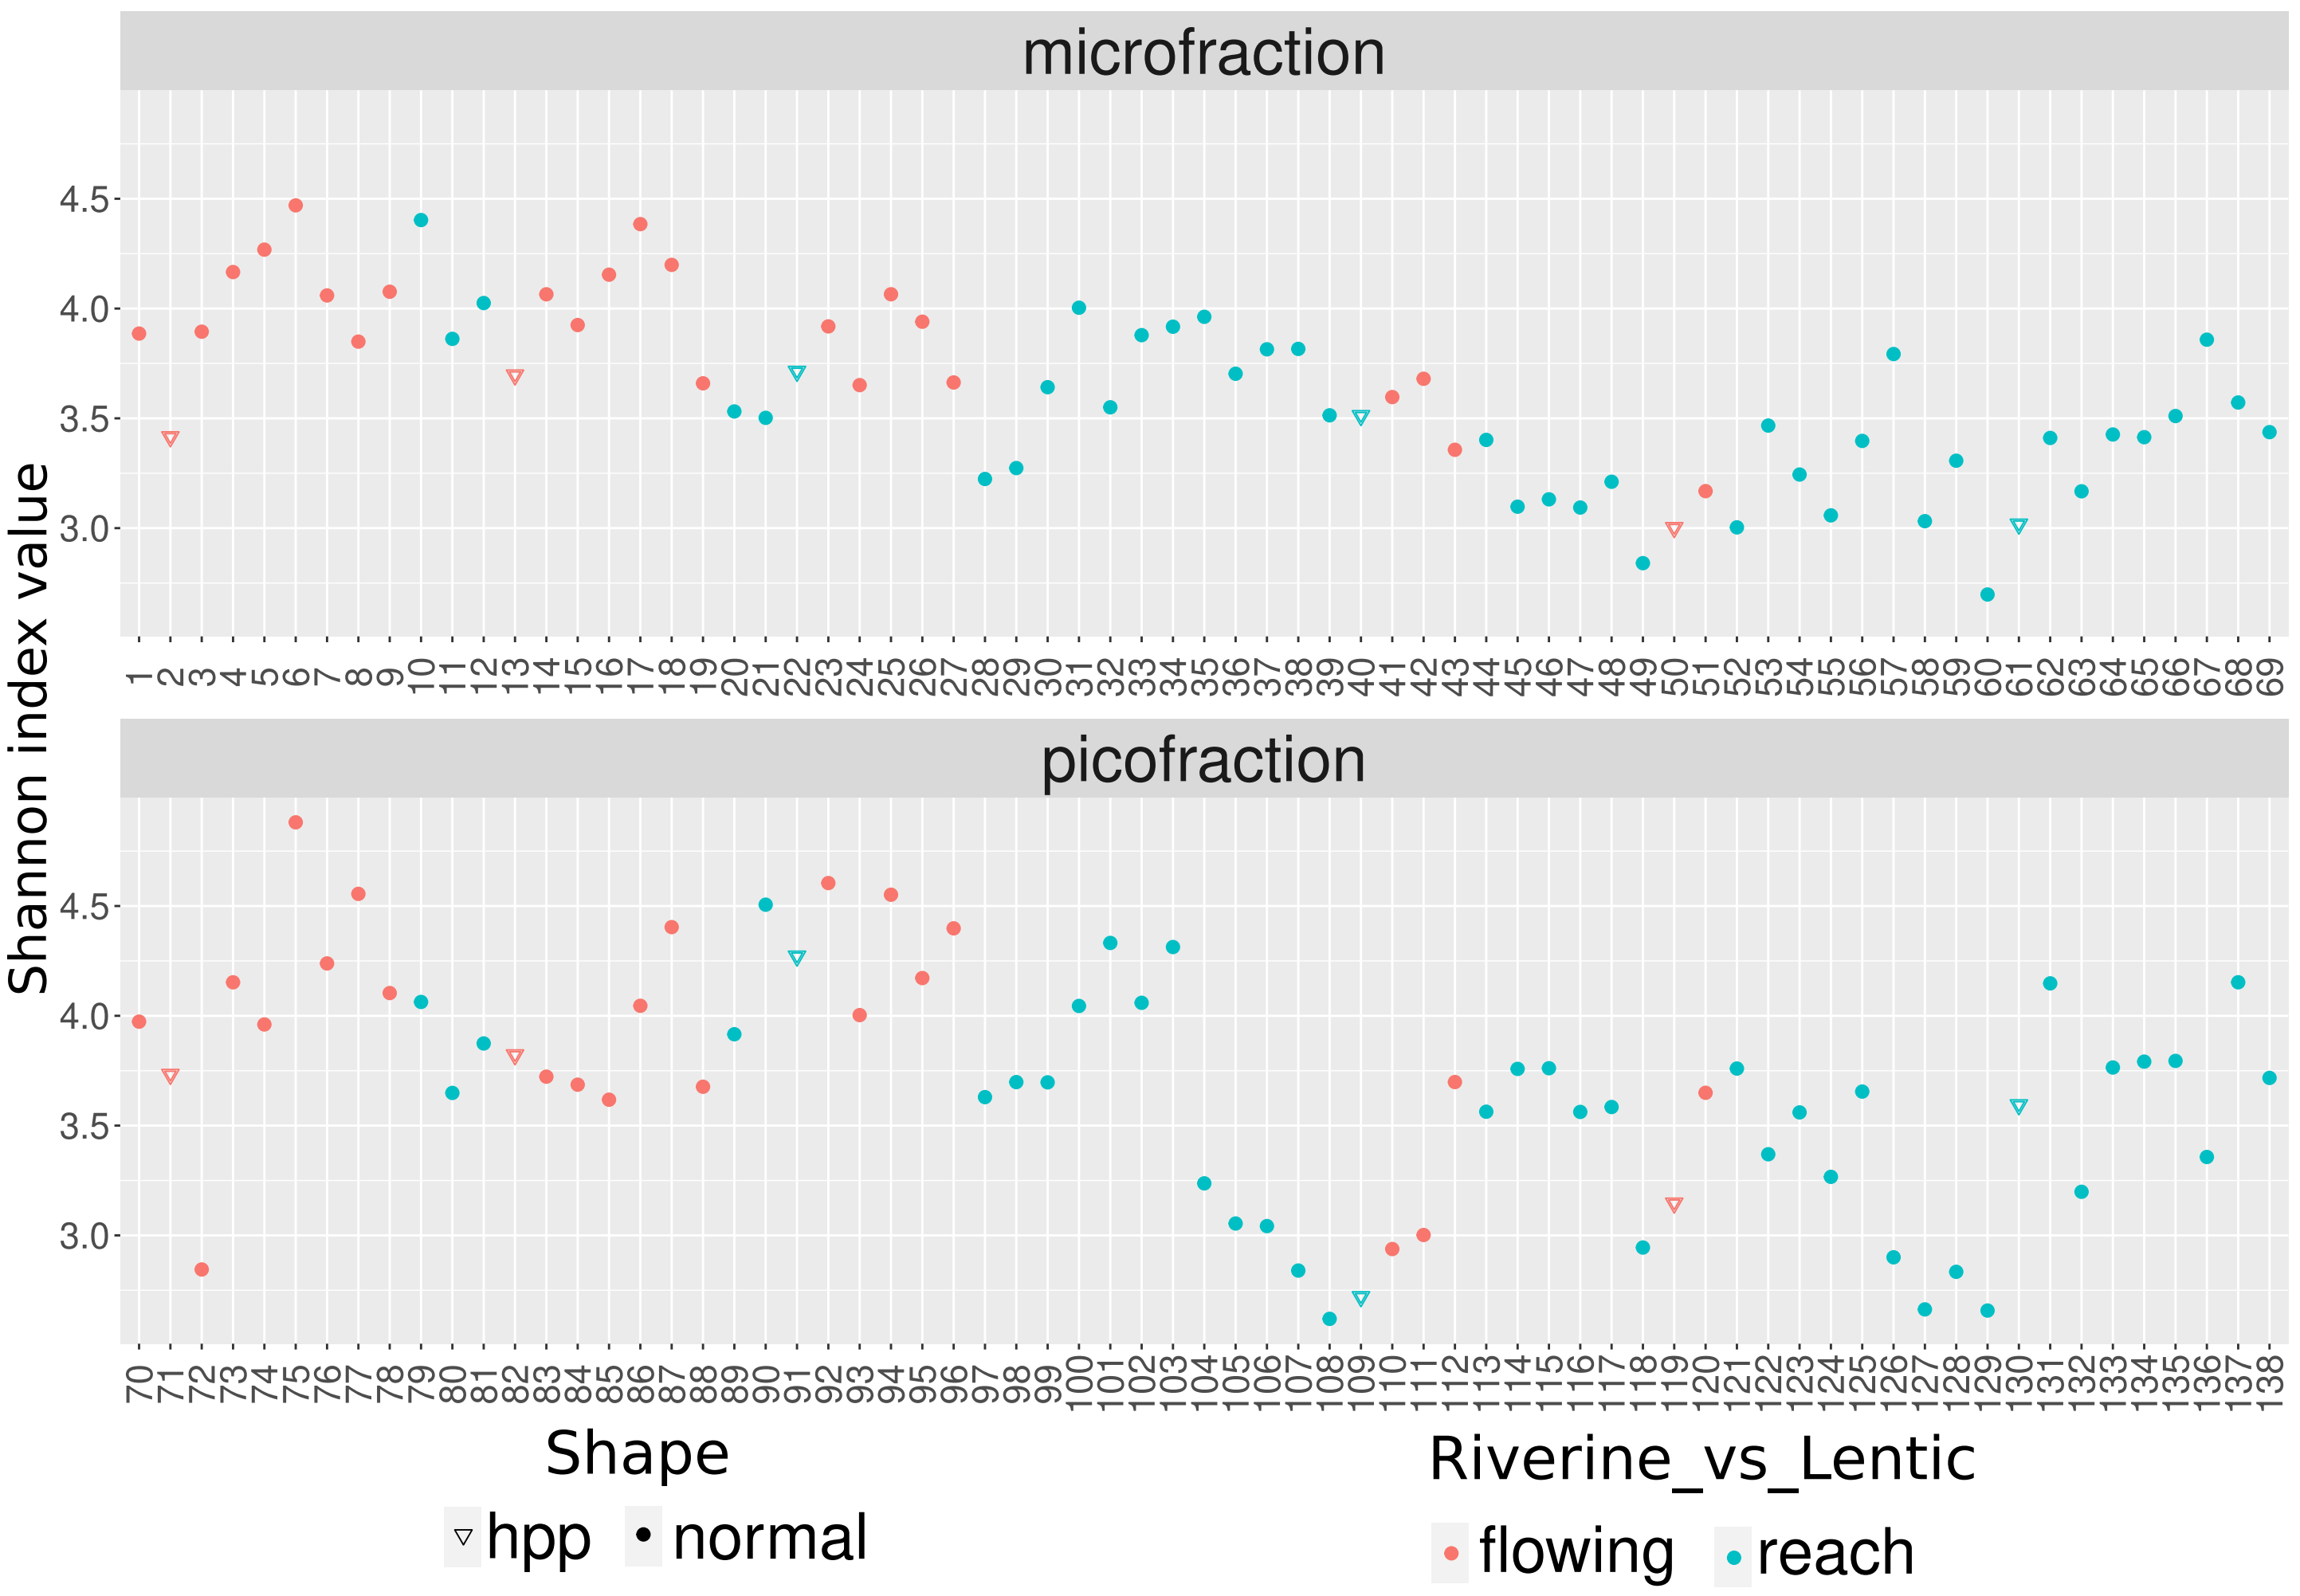 microfraction
4.5
4.0
3.5
3.0
1 2 3 4 5 6 7 8 9 10 11 12 13 14 15 16 17 18 19 20 21 22 23 24 25 26 27 28 29 30 31 32 33 34 35 36 37 38 39 40 41 42 43 44 45 46 47 48 49 50 51 52 53 54 55 56 57 58 59 60 61 62 63 64 65 66 67 68 69
Shannon index value
picofraction
4.5
4.0
3.5
3.0
70 71 72 73 74 75 76 77 78 79 80 81 82 83 84 85 86 87 88 89 90 91 92 93 94 95 96 97 98 99 100 101 102 103 104 105 106 107 108 109 110 111 112 113 114 115 116 117 118 119 120 121 122 123 124 125 126 127 128 129 130 131 132 133 134 135 136 137 138
Shape
hpp normal
Riverine_vs_Lentic
flowing reach